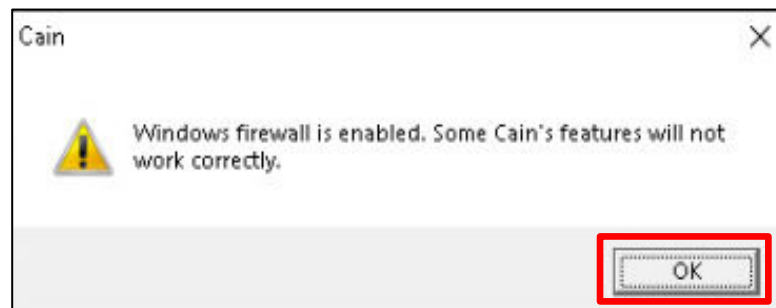 Cain
Windows firewall is enabled. Some Cain's features will not
work correctly.
OK